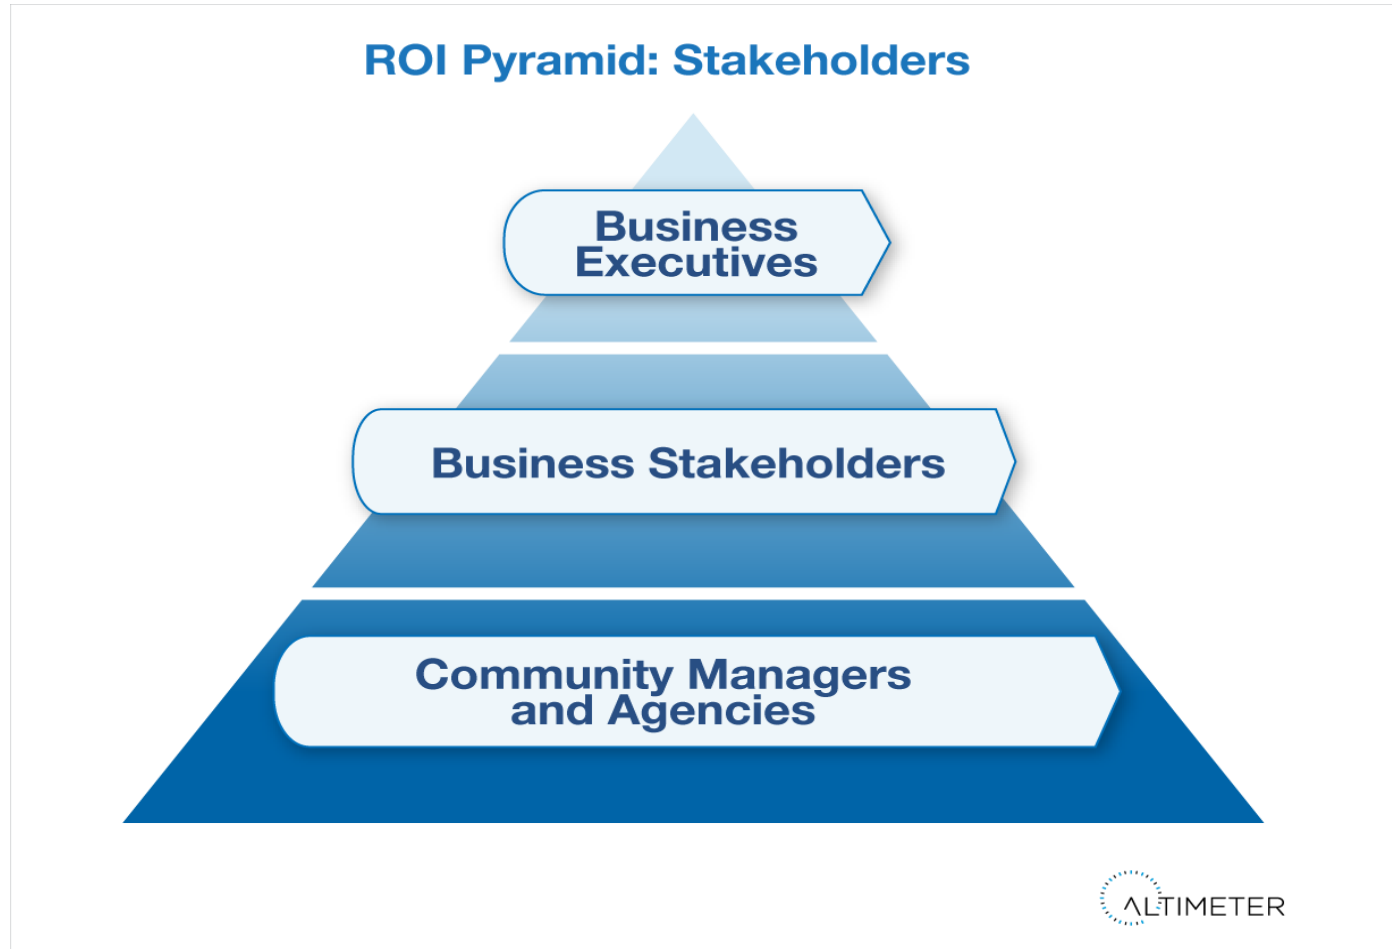 ROI Pyramid: Stakeholders
Business
Executives
Business Stakeholders
Community Managers
and Agencies
ALTIMETER